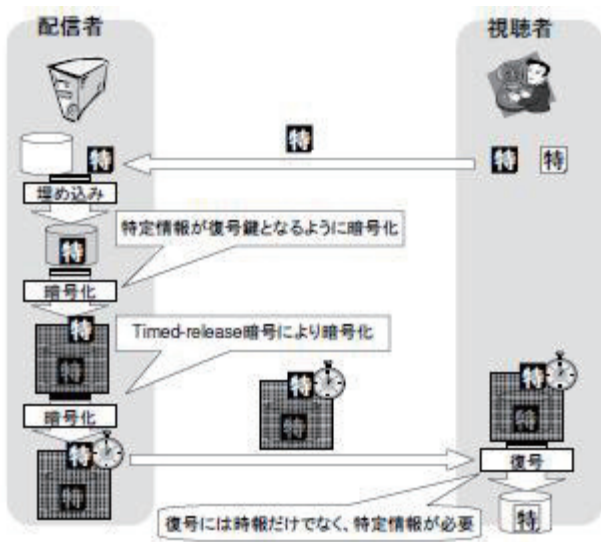 配信者
視聴者
特
特
特
特
埋め込み
特
特定情報が復号鍵となるように暗号化
暗号化
特
特
Timed-release暗号により暗号化
特
特
特
特
暗号化
特
特
復号
復号には時報だけでなく、特定情報が必要
特